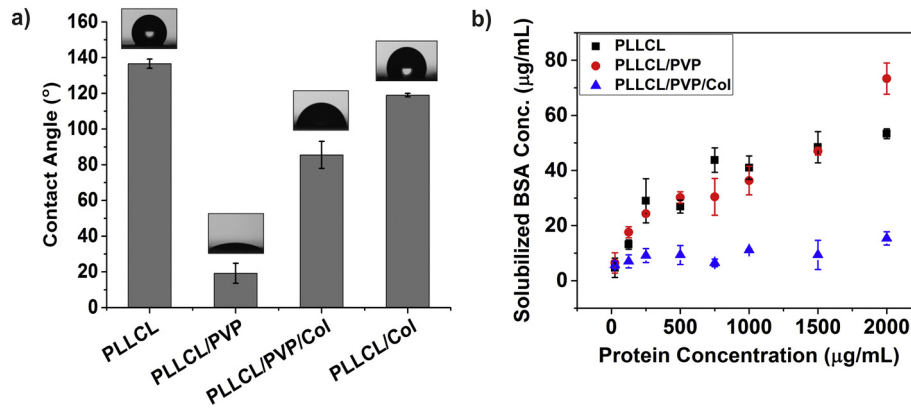 a)
Contact Angle (°)
160
140
120
100
80
60
40
20
0
PLLCL
PLLCL/PVP
PLLCL/PVP/Col
PLLCL/Col
b)
Solubilized BSA Conc. (μg/mL)
80
60
40
20
0
PLLCL
PLLCL/PVP
PLLCL/PVP/Col
0 500 1000 1500 2000
Protein Concentration (μg/mL)